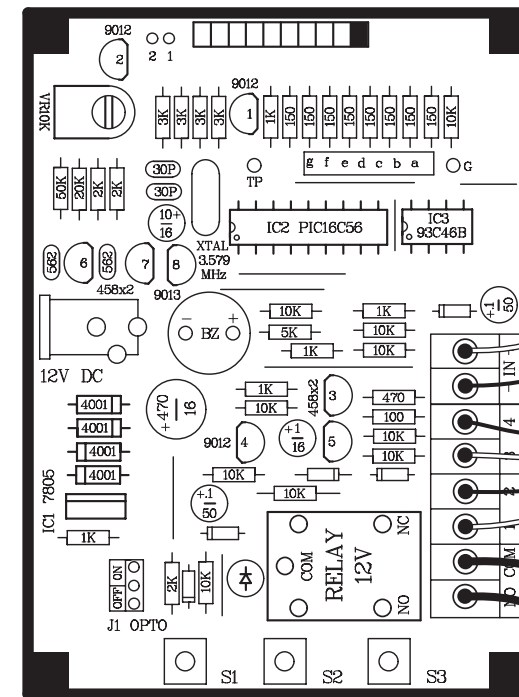 9012
2 1
2
VR10K
3K 3K 3K 3K
9012
1
1K 150 150 150 150 150 150 150 150 10K
50K 20K 2K 2K
30P
30P
TP
g f e d c b a
G
10+
16
XTAL
3.579
MHz
IC2 PIC16C56
IC3
93C46B
562 6 562 7 8
458x2
9013
12V DC
- BZ +
10K
5K
1K
1K
10K
10K
+.1
50
- IN -
4
3
2
1
COM
NO
4001
4001
4001
4001
+470
16
1K
10K
458x2
3
470
100
10K
10K
9012 4
+1
16
5
10K
10K
IC1 7805
1K
+.1
50
ON
OFF
J1 OPTO
2K
10K
COM
RELAY
12V
NC
NO
S1
S2
S3